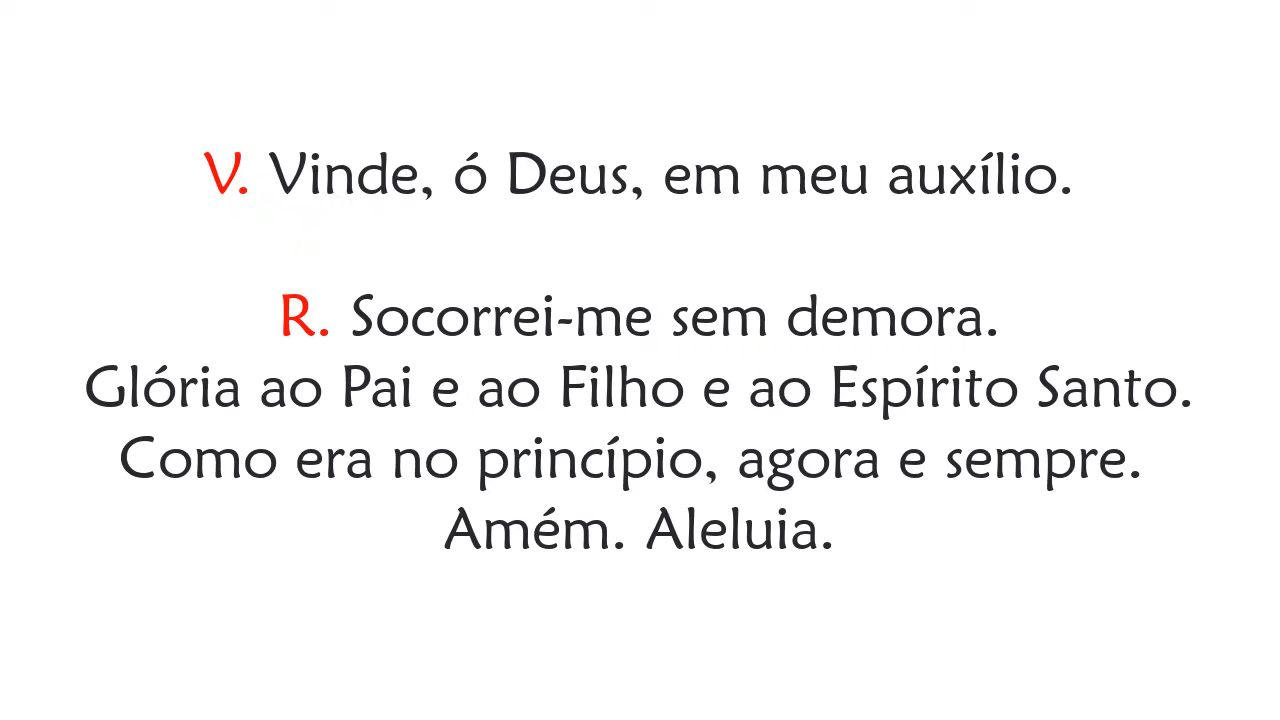 V. Vinde, ó Deus, em meu auxílio.
R. Socorrei-me sem demora.
Glória ao Pai e ao Filho e ao Espírito Santo.
Como era no princípio, agora e sempre.
Amém. Aleluia.